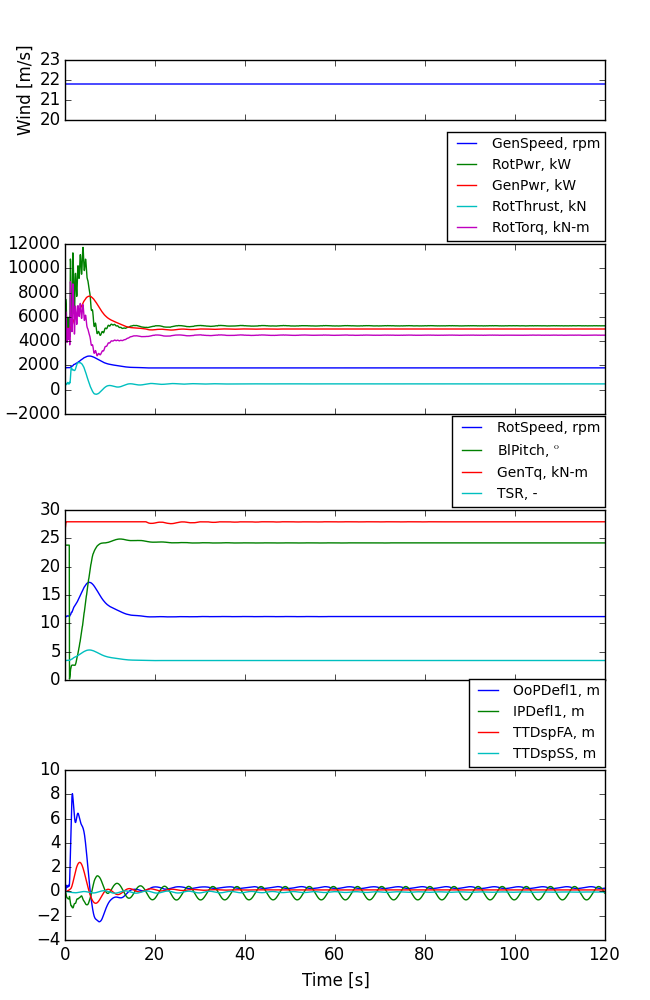 Wind [m/s]
23
22
21
20
GenSpeed, rpm
RotPwr, kW
GenPwr, kW
RotThrust, kN
RotTorq, kN-m
12000
10000
8000
6000
4000
2000
0
−2000
RotSpeed, rpm
BlPitch, °
GenTq, kN-m
TSR, -
30
25
20
15
10
5
0
OoPDefl1, m
IPDefl1, m
TTDspFA, m
TTDspSS, m
10
8
6
4
2
0
−2
−4
0 20 40 60 80 100 120
Time [s]